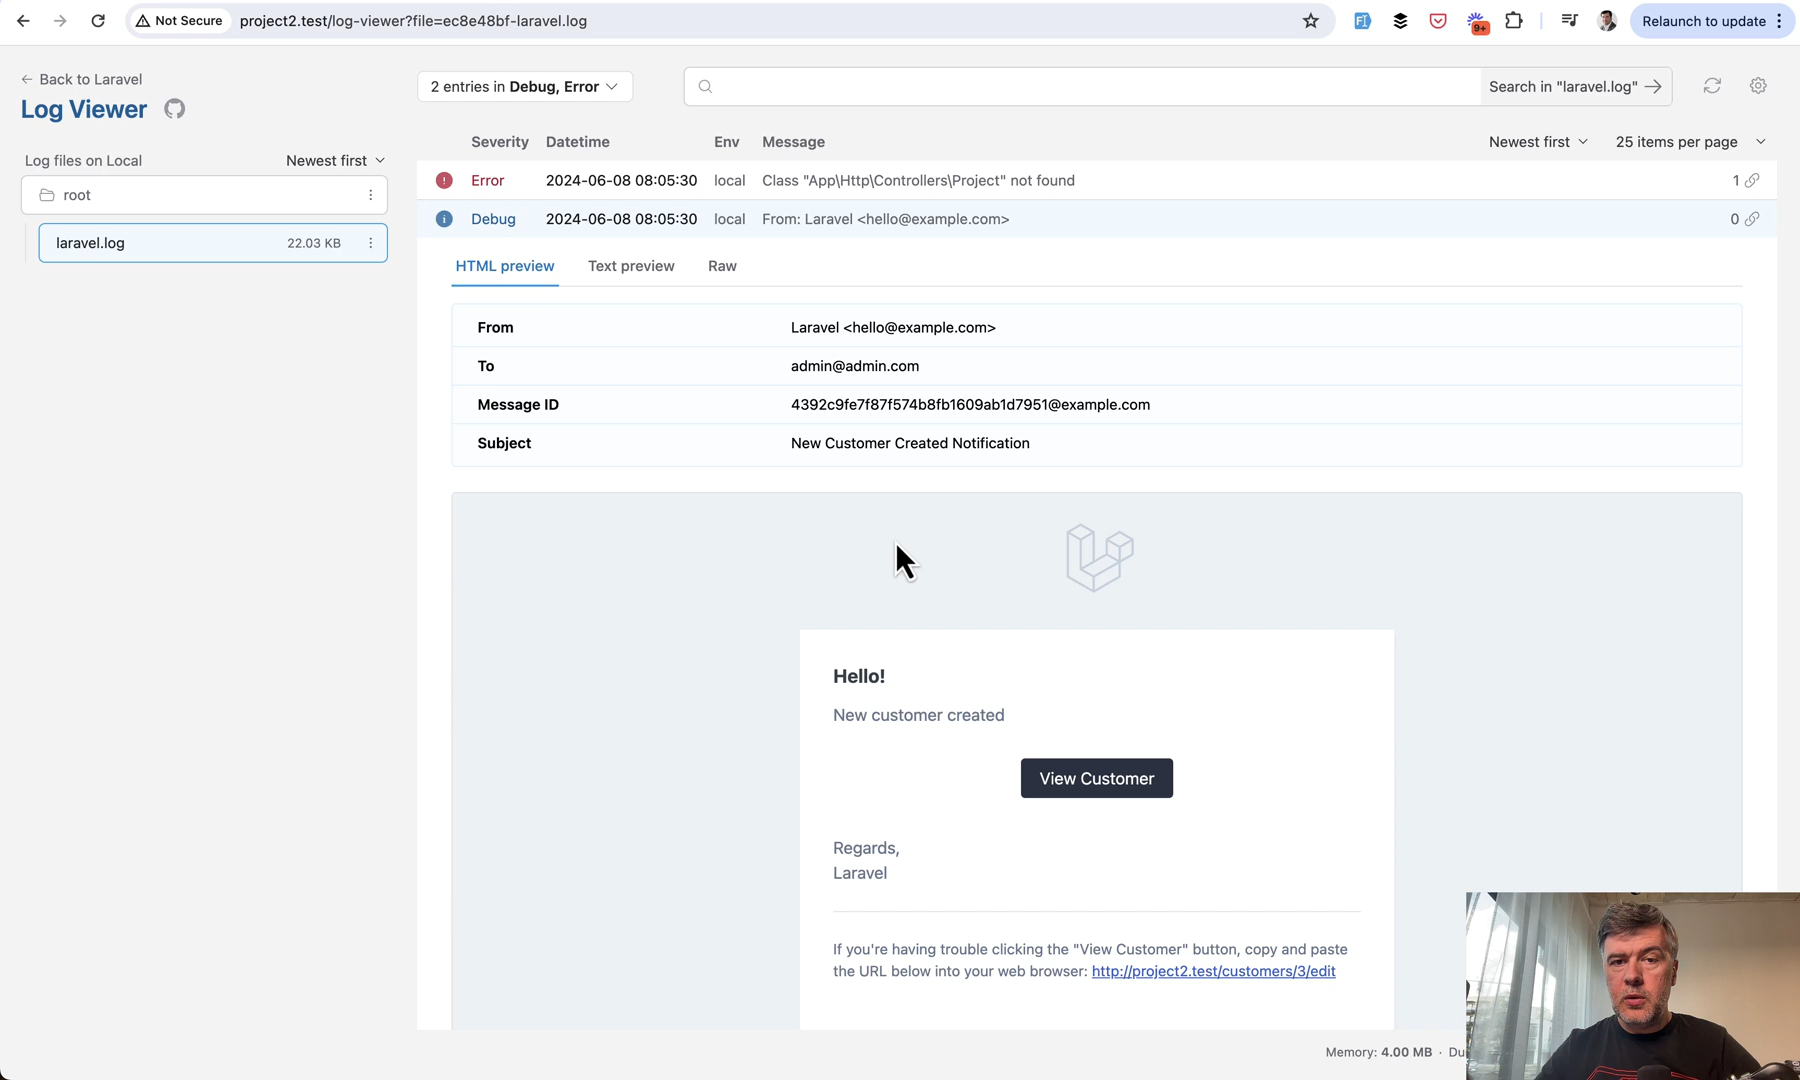 Not Secure project2.test/log-viewer?file=ec8e48bf-laravel.log 9+ Relaunch to update
Back to Laravel
Log Viewer
Log files on Local Newest first
root
laravel.log 22.03 KB
2 entries in Debug, Error Search in "laravel.log"
Severity Datetime Env Message Newest first 25 items per page
Error 2024-06-08 08:05:30 local Class "App\Http\Controllers\Project" not found 1
Debug 2024-06-08 08:05:30 local From: Laravel <hello@example.com> 0
HTML preview Text preview Raw
From Laravel <hello@example.com>
To admin@admin.com
Message ID 4392c9fe7f87f574b8fb1609ab1d7951@example.com
Subject New Customer Created Notification
Hello!
New customer created
View Customer
Regards,
Laravel
If you're having trouble clicking the "View Customer" button, copy and paste
the URL below into your web browser: http://project2.test/customers/3/edit
Memory: 4.00 MB · Du